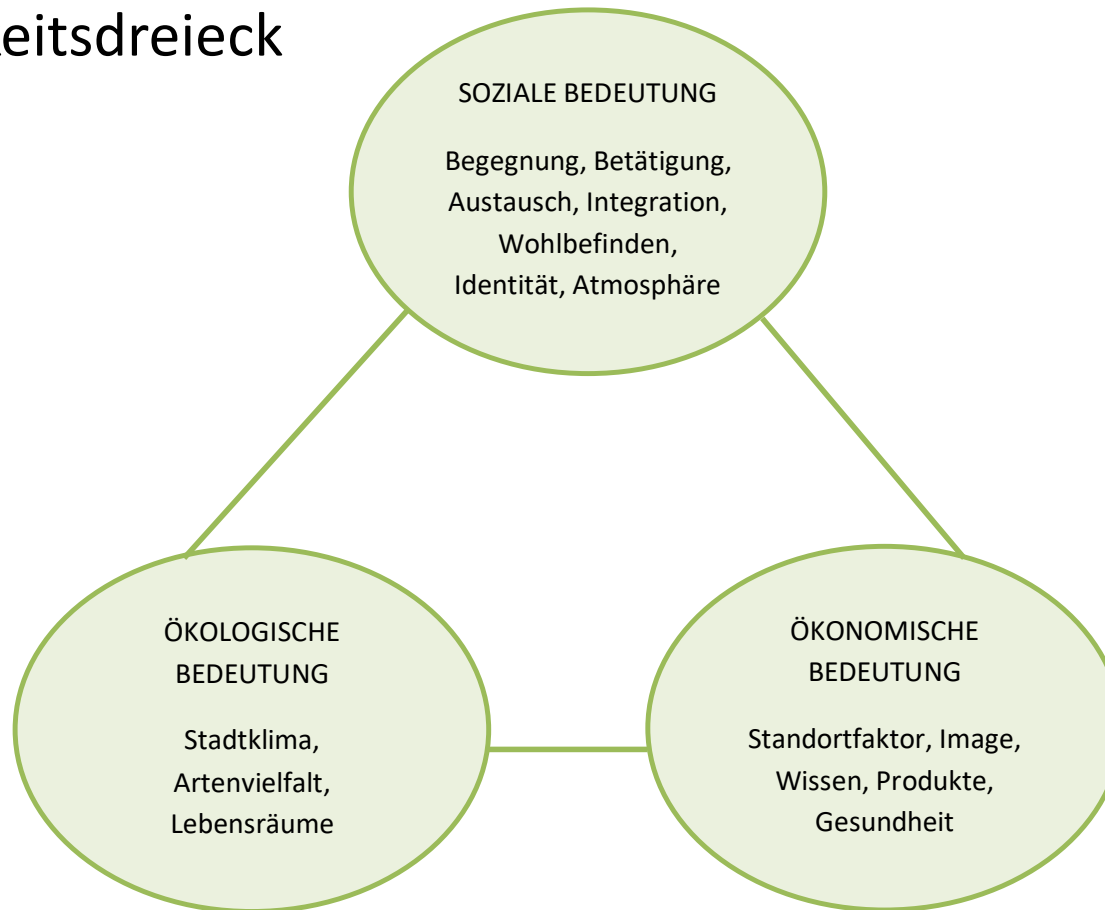 eitsdreieck
SOZIALE BEDEUTUNG
Begegnung, Betätigung,
Austausch, Integration,
Wohlbefinden,
Identität, Atmosphäre
ÖKOLOGISCHE
BEDEUTUNG
Stadtklima,
Artenvielfalt,
Lebensräume
ÖKONOMISCHE
BEDEUTUNG
Standortfaktor, Image,
Wissen, Produkte,
Gesundheit